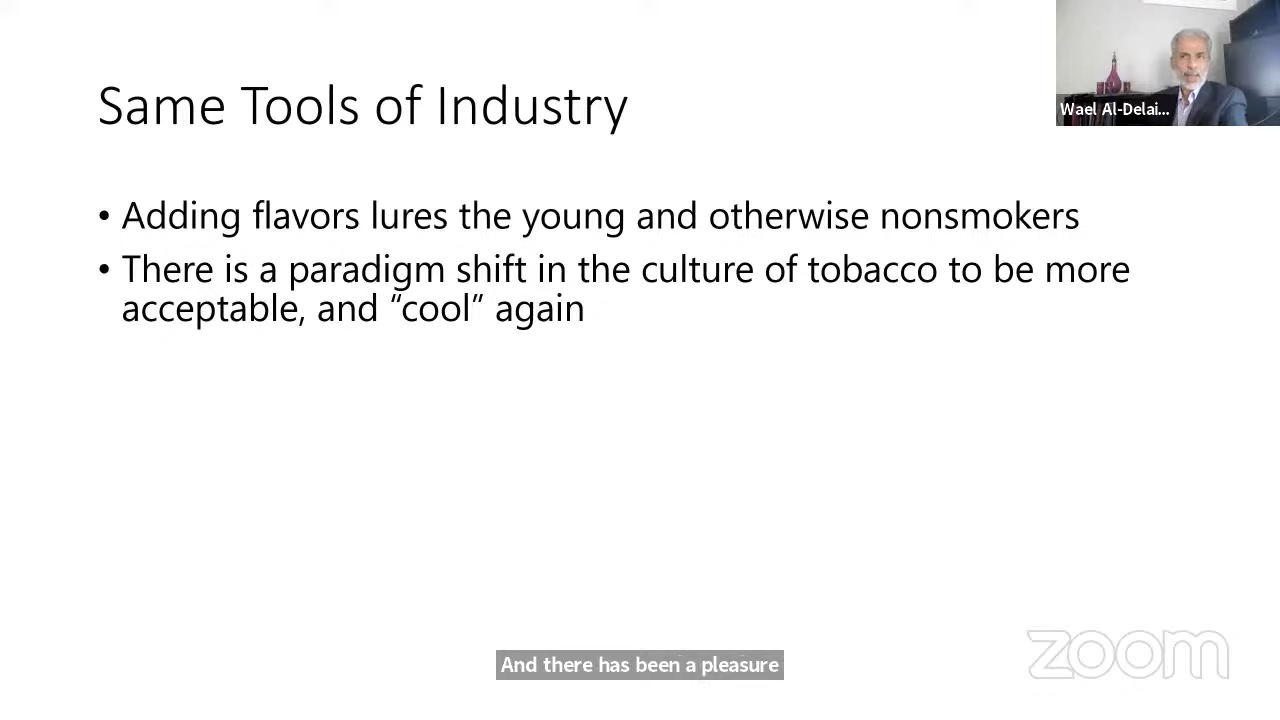 Same Tools of Industry
Wael Al-Delai...
• Adding flavors lures the young and otherwise nonsmokers
• There is a paradigm shift in the culture of tobacco to be more
acceptable, and “cool” again
And there has been a pleasure
zoom